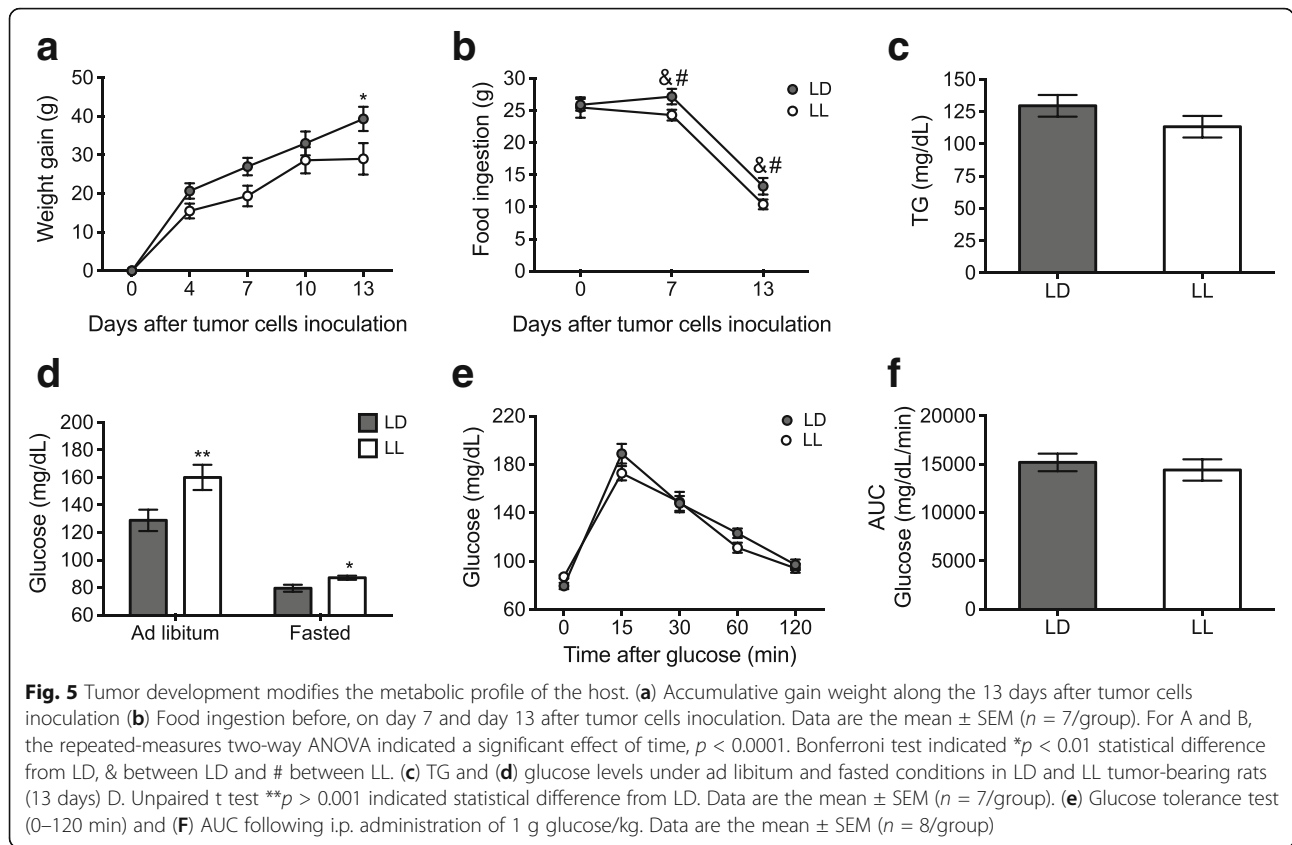 a
Weight gain (g)
50
40
30
20
10
0
*
0 4 7 10 13
Days after tumor cells inoculation
b
Food ingestion (g)
30
25
20
15
10
5
0
&#
&#
LD
LL
0 7 13
Days after tumor cells inoculation
c
TG (mg/dL)
150
125
100
75
50
25
0
LD LL
d
Glucose (mg/dL)
200
180
160
140
120
100
80
60
**
*
LD
LL
Ad libitum Fasted
e
Glucose (mg/dL)
220
180
140
100
60
LD
LL
0 15 30 60 120
Time after glucose (min)
f
AUC
Glucose (mg/dL/min)
20000
15000
10000
5000
0
LD LL
Fig. 5 Tumor development modifies the metabolic profile of the host. (a) Accumulative gain weight along the 13 days after tumor cells
inoculation (b) Food ingestion before, on day 7 and day 13 after tumor cells inoculation. Data are the mean ± SEM (n = 7/group). For A and B,
the repeated-measures two-way ANOVA indicated a significant effect of time, p < 0.0001. Bonferroni test indicated *p < 0.01 statistical difference
from LD, & between LD and # between LL. (c) TG and (d) glucose levels under ad libitum and fasted conditions in LD and LL tumor-bearing rats
(13 days) D. Unpaired t test **p > 0.001 indicated statistical difference from LD. Data are the mean ± SEM (n = 7/group). (e) Glucose tolerance test
(0–120 min) and (F) AUC following i.p. administration of 1 g glucose/kg. Data are the mean ± SEM (n = 8/group)